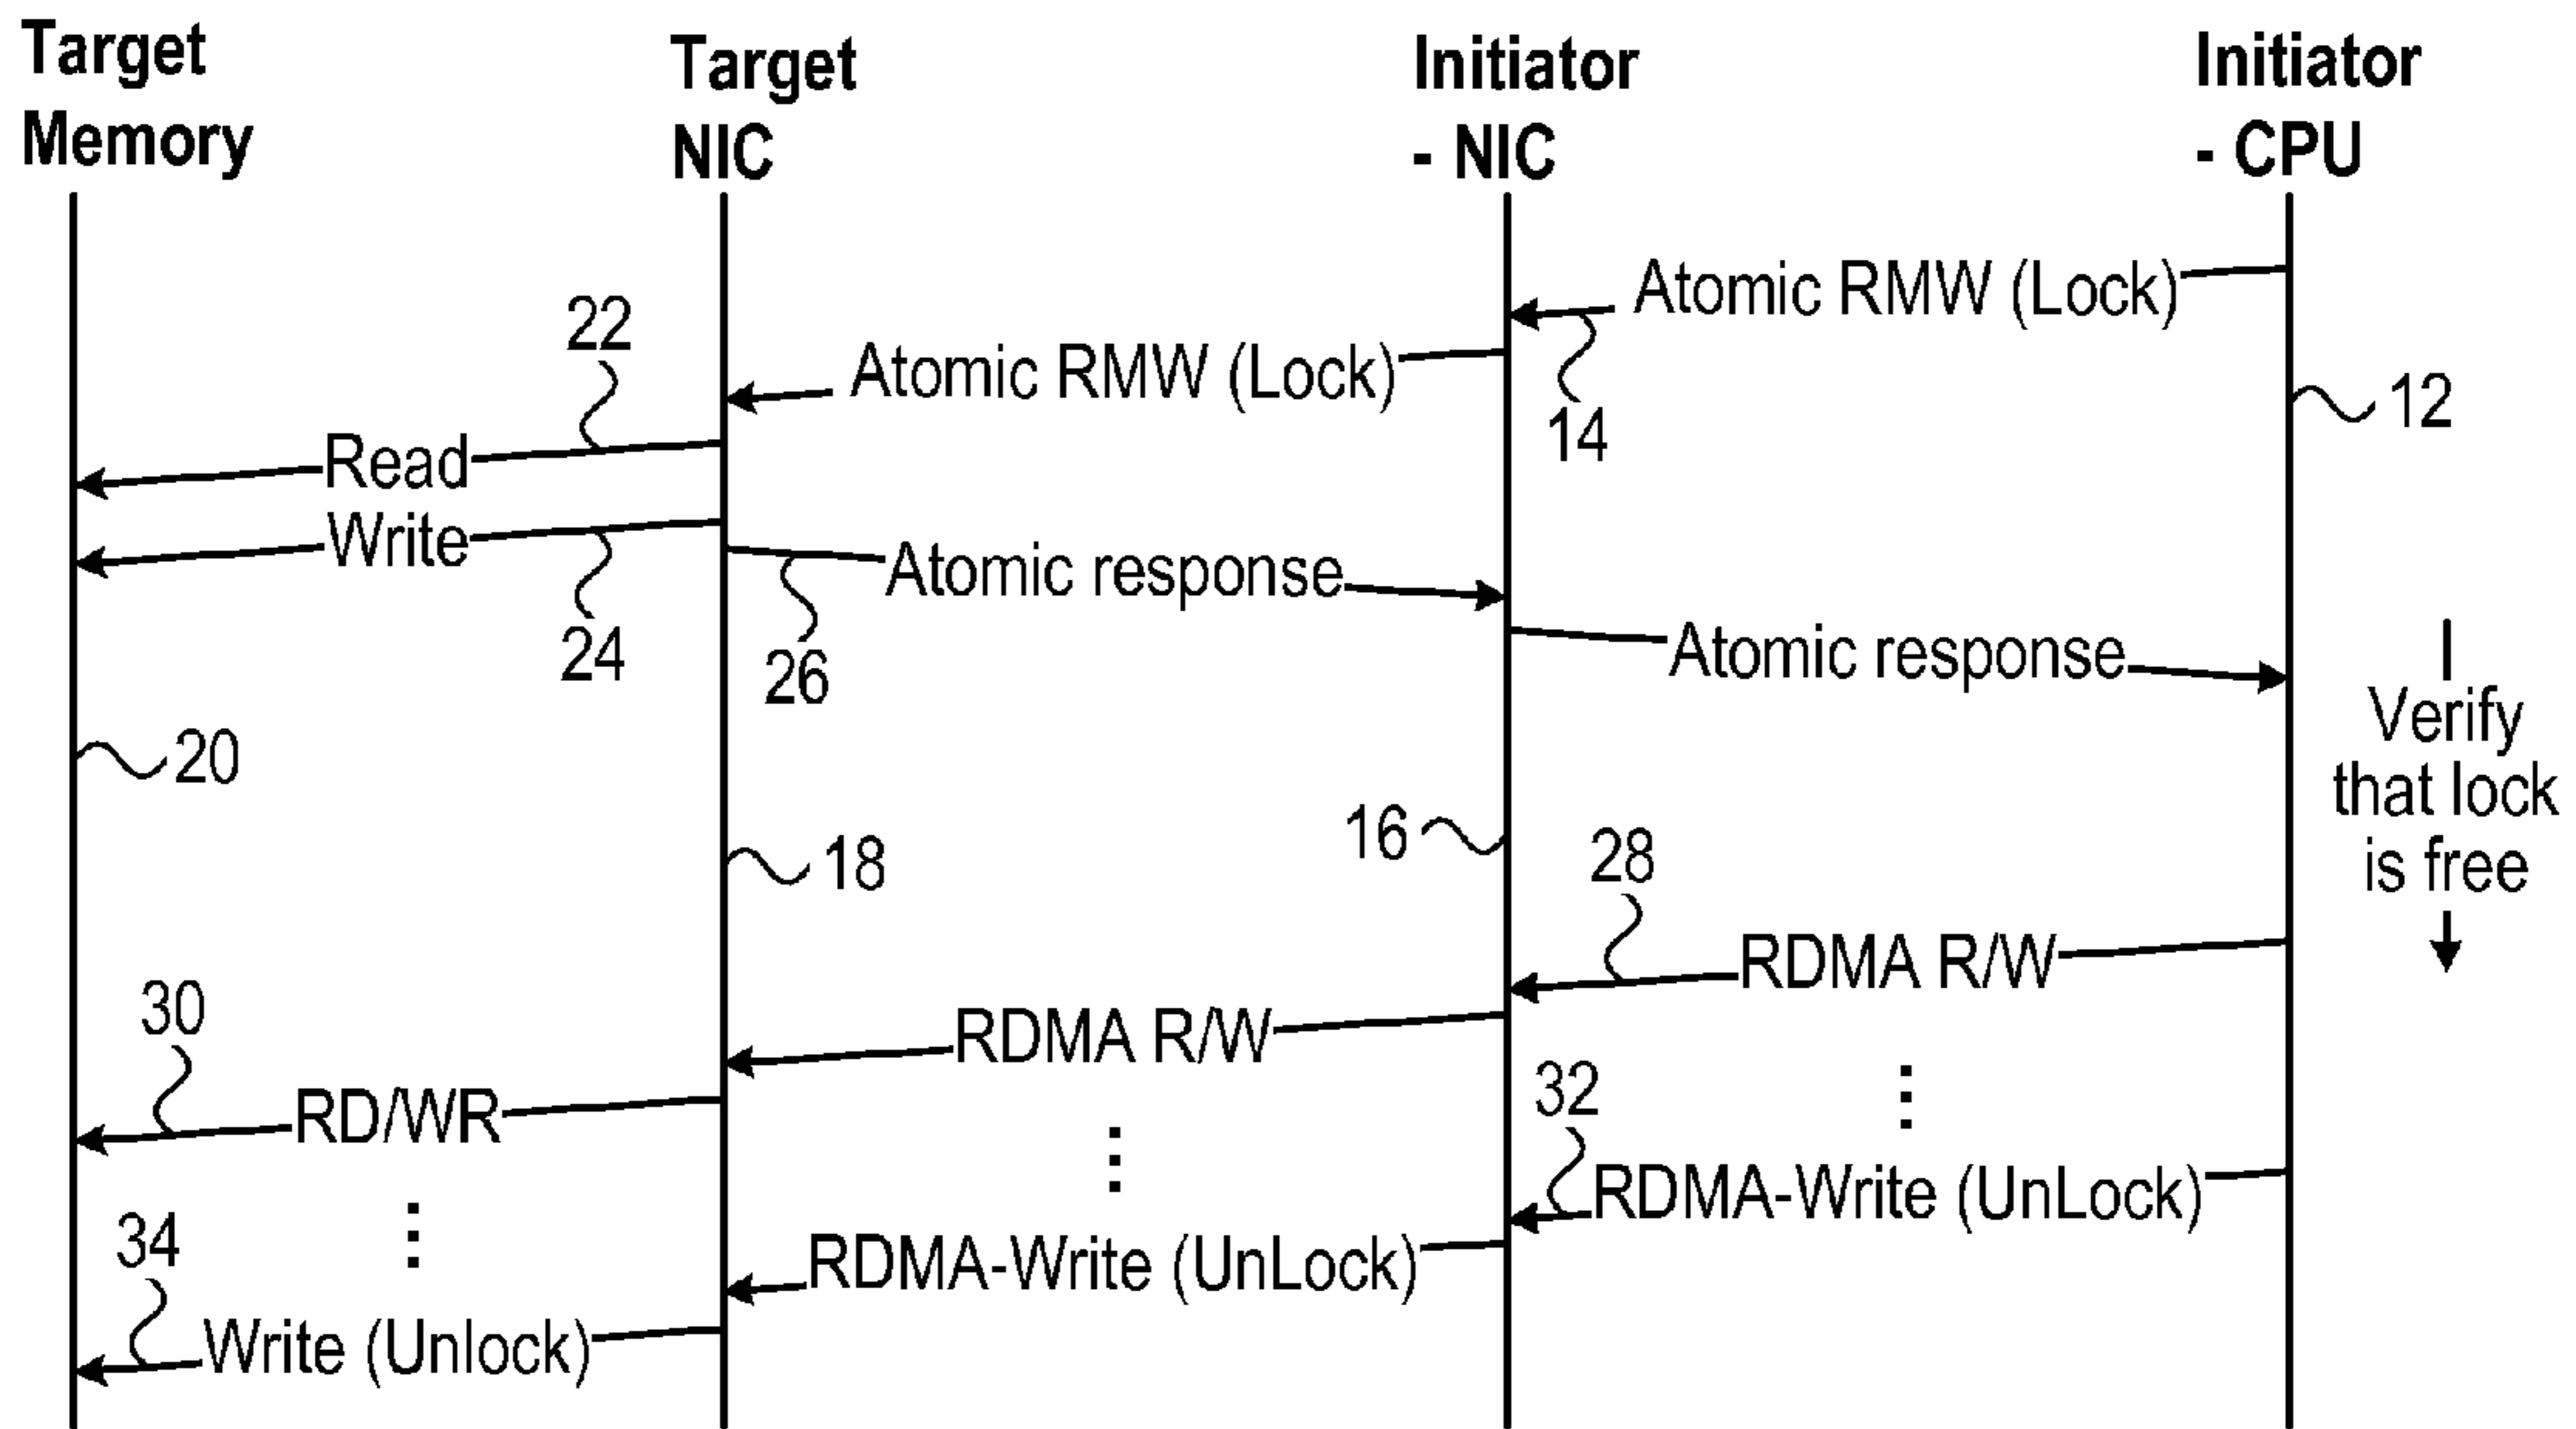 Target
Memory
Target
NIC
Initiator
- NIC
Initiator
- CPU
Atomic RMW (Lock)
22
Atomic RMW (Lock)
12
14
Read
Write
Atomic response
24
26
Atomic response
Verify
that lock
is free
20
16
18
28
RDMA R/W
30
RDMA R/W
32
RD/WR
RDMA-Write (UnLock)
34
RDMA-Write (UnLock)
Write (Unlock)